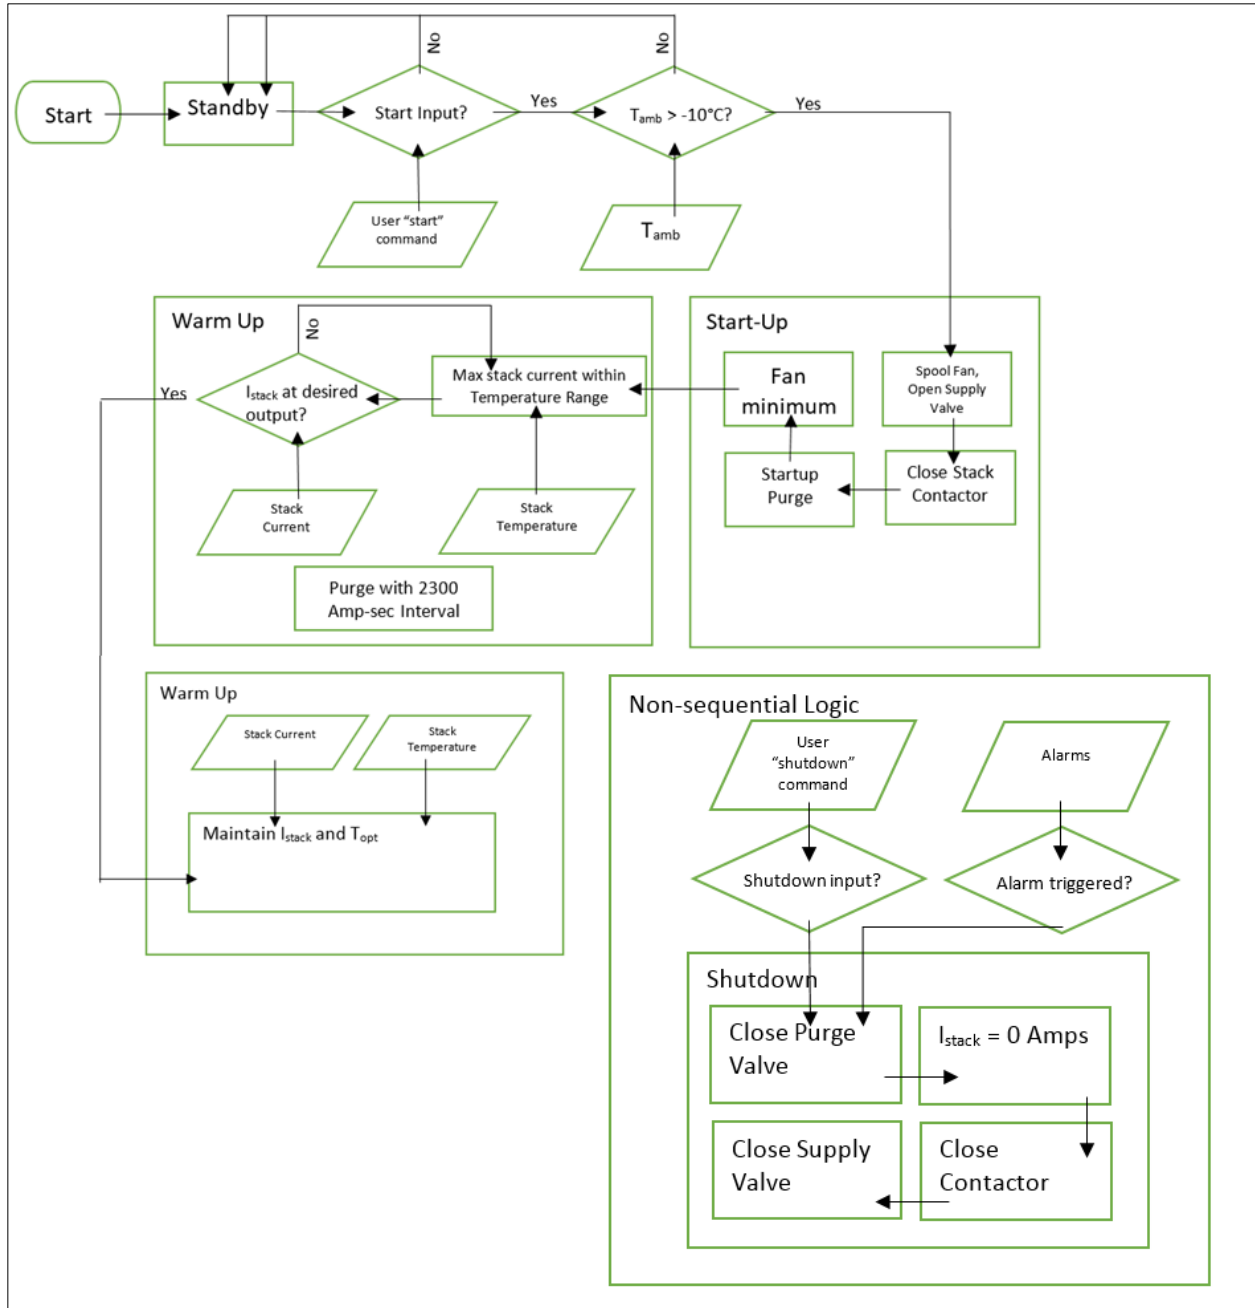 No
No
Start
Standby
Start Input?
Yes
Tamb > -10°C?
Yes
User “start”
command
Tamb
Warm Up
No
Yes
Istack at desired
output?
Max stack current within
Temperature Range
Stack
Current
Stack
Temperature
Purge with 2300
Amp-sec Interval
Start-Up
Fan
minimum
Spool Fan,
Open Supply
Valve
Startup
Purge
Close Stack
Contactor
Warm Up
Stack Current
Stack
Temperature
Maintain Istack and Topt
Non-sequential Logic
User
“shutdown”
command
Alarms
Shutdown input?
Alarm triggered?
Shutdown
Close Purge
Valve
Istack = 0 Amps
Close Supply
Valve
Close
Contactor